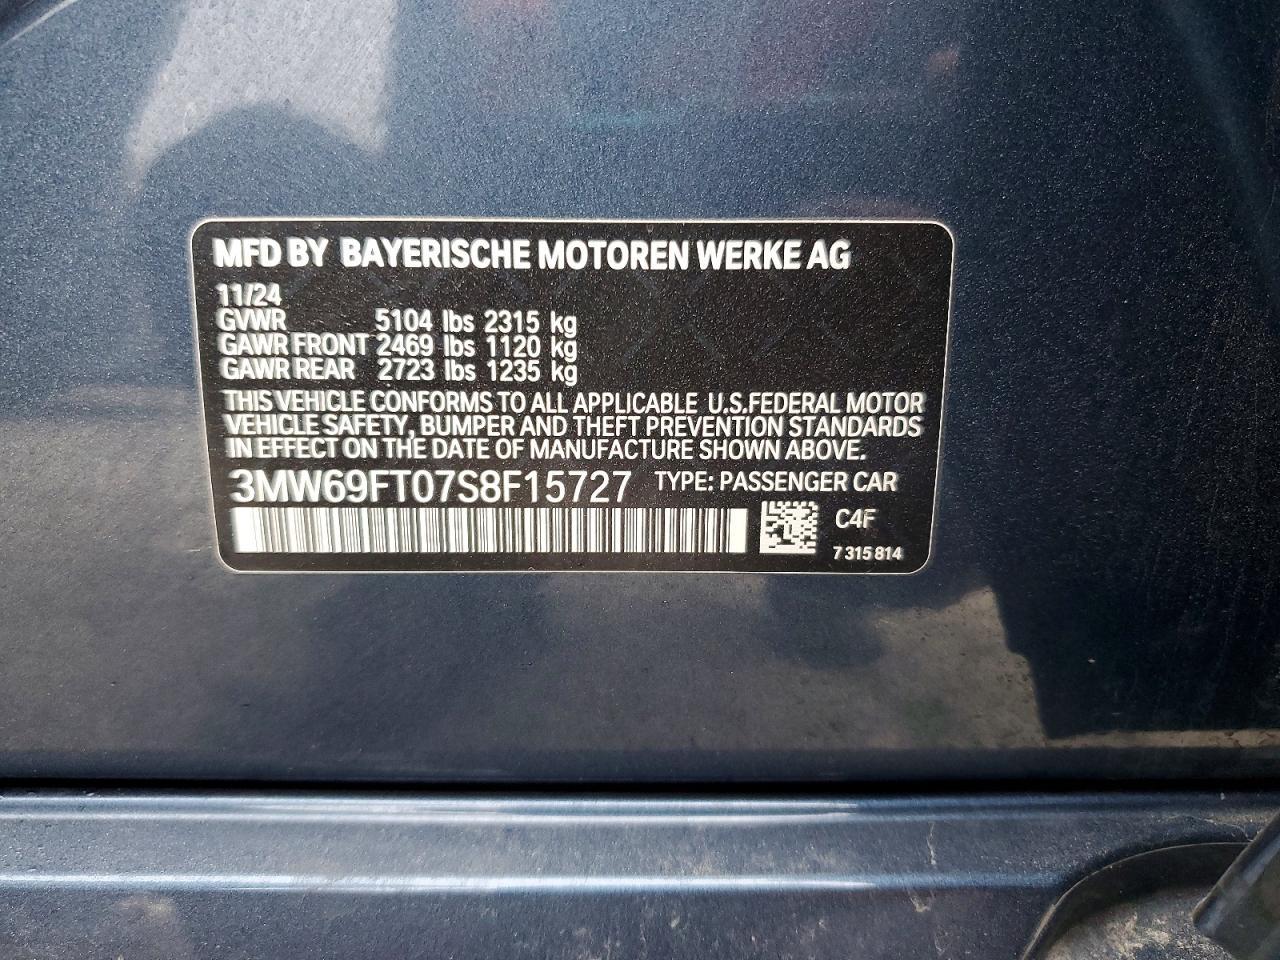 MFD BY BAYERISCHE MOTOREN WERKE AG
11/24
GVWR 5104 lbs 2315 kg
GAWR FRONT 2469 lbs 1120 kg
GAWR REAR 2723 lbs 1235 kg
THIS VEHICLE CONFORMS TO ALL APPLICABLE U.S.FEDERAL MOTOR
VEHICLE SAFETY, BUMPER AND THEFT PREVENTION STANDARDS
IN EFFECT ON THE DATE OF MANUFACTURE SHOWN ABOVE.
3MW69FT07S8F15727 TYPE: PASSENGER CAR
C4F
7 315 814